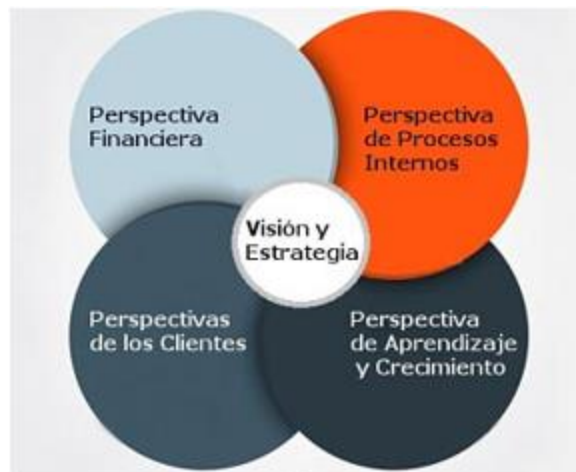 Perspectiva
Financiera
Perspectiva
de Procesos
Internos
Visión y
Estrategia
Perspectivas
de los Clientes
Perspectiva
de Aprendizaje
y Crecimiento